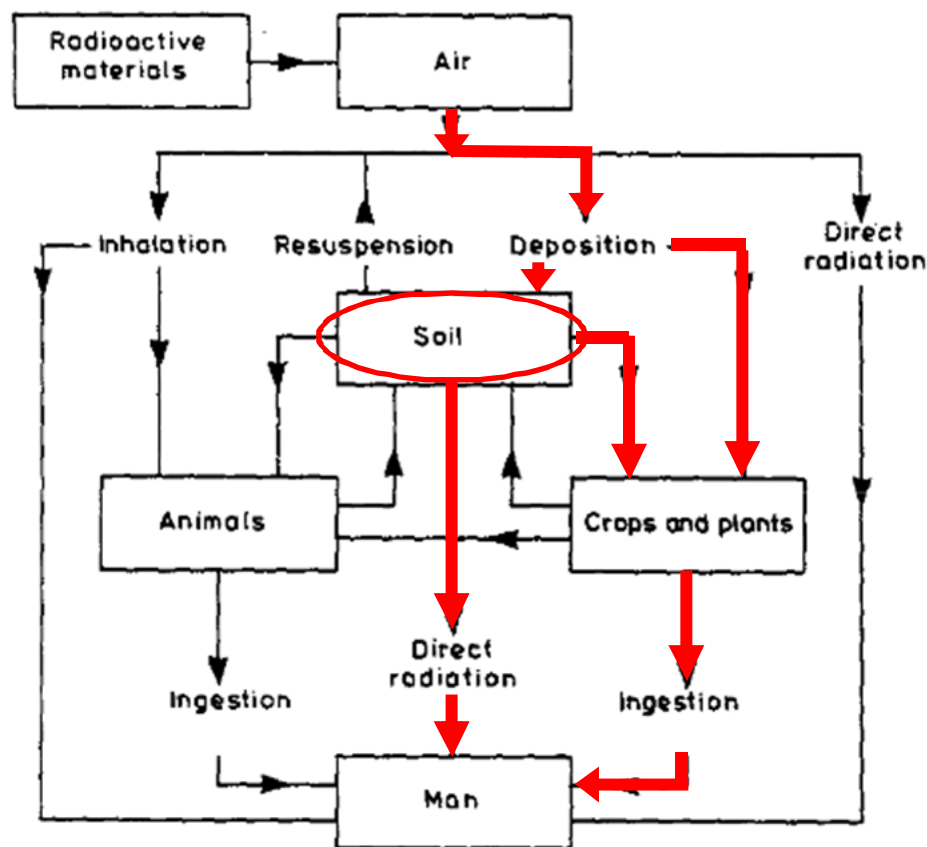 Radioactive
materials
Air
Inhalation
Resuspension
Deposition
Direct
radiation
Soil
Animals
Crops and plants
Direct
radiation
Ingestion
Ingestion
Man